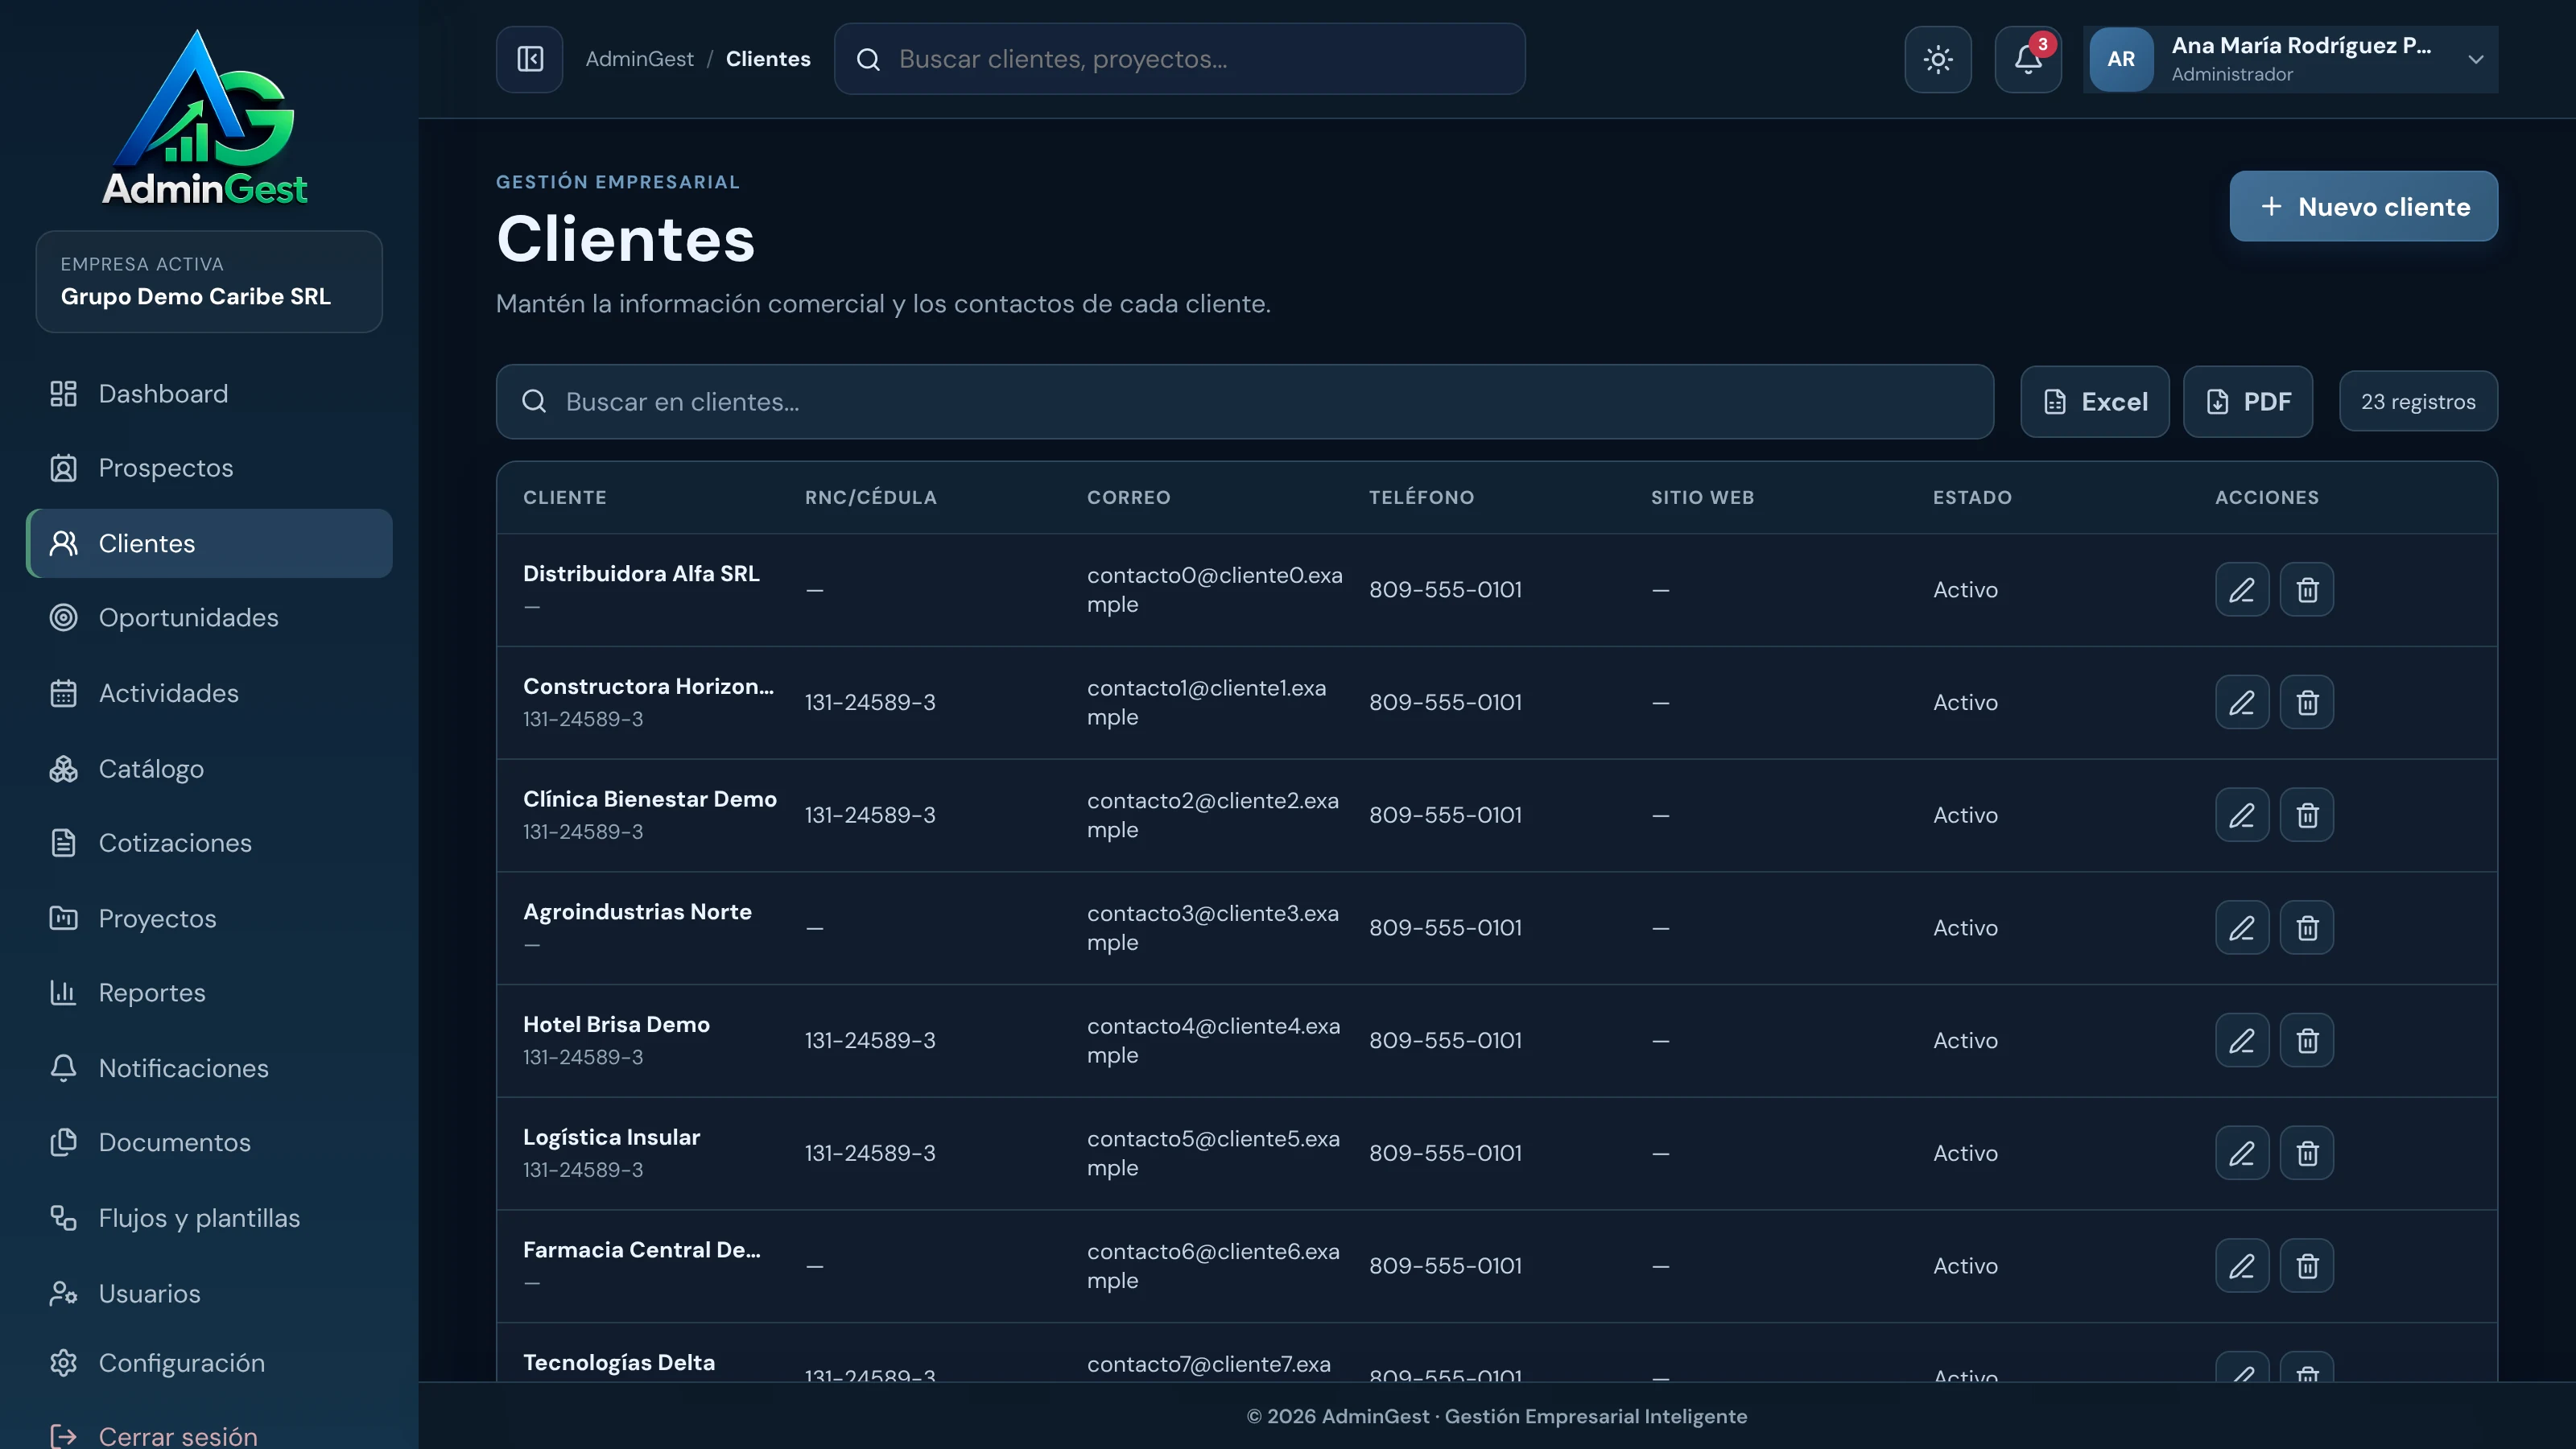 AdminGest
EMPRESA ACTIVA
Grupo Demo Caribe SRL
Dashboard
Prospectos
Clientes
Oportunidades
Actividades
Catálogo
Cotizaciones
Proyectos
Reportes
Notificaciones
Documentos
Flujos y plantillas
Usuarios
Configuración
Cerrar sesión
AdminGest / Clientes
Buscar clientes, proyectos...
3
AR
Ana María Rodríguez P...
Administrador
GESTIÓN EMPRESARIAL
Clientes
Mantén la información comercial y los contactos de cada cliente.
+ Nuevo cliente
Buscar en clientes...
Excel
PDF
23 registros
CLIENTE RNC/CÉDULA CORREO TELÉFONO SITIO WEB ESTADO ACCIONES
Distribuidora Alfa SRL
—
—
contacto0@cliente0.exa
mple
809-555-0101
—
Activo
Constructora Horizon...
131-24589-3
131-24589-3
contacto1@cliente1.exa
mple
809-555-0101
—
Activo
Clínica Bienestar Demo
131-24589-3
131-24589-3
contacto2@cliente2.exa
mple
809-555-0101
—
Activo
Agroindustrias Norte
—
—
contacto3@cliente3.exa
mple
809-555-0101
—
Activo
Hotel Brisa Demo
131-24589-3
131-24589-3
contacto4@cliente4.exa
mple
809-555-0101
—
Activo
Logística Insular
131-24589-3
131-24589-3
contacto5@cliente5.exa
mple
809-555-0101
—
Activo
Farmacia Central De...
—
—
contacto6@cliente6.exa
mple
809-555-0101
—
Activo
Tecnologías Delta
131-24589-3
contacto7@cliente7.exa
809-555-0101
—
Activo
© 2026 AdminGest · Gestión Empresarial Inteligente